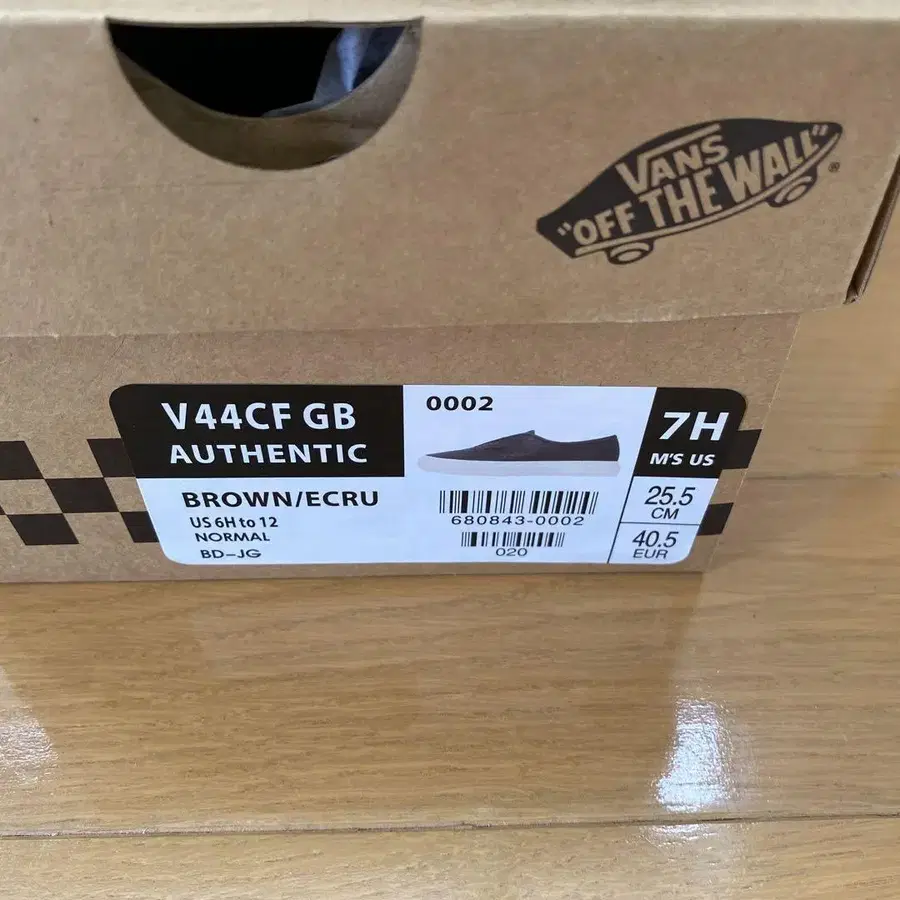 VANS
"OFF THE WALL"
®
V44CF GB
AUTHENTIC
0002
7H
M'S US
BROWN/ECRU
US 6H to 12
NORMAL
BD-JG
680843-0002
020
25.5
CM
40.5
EUR